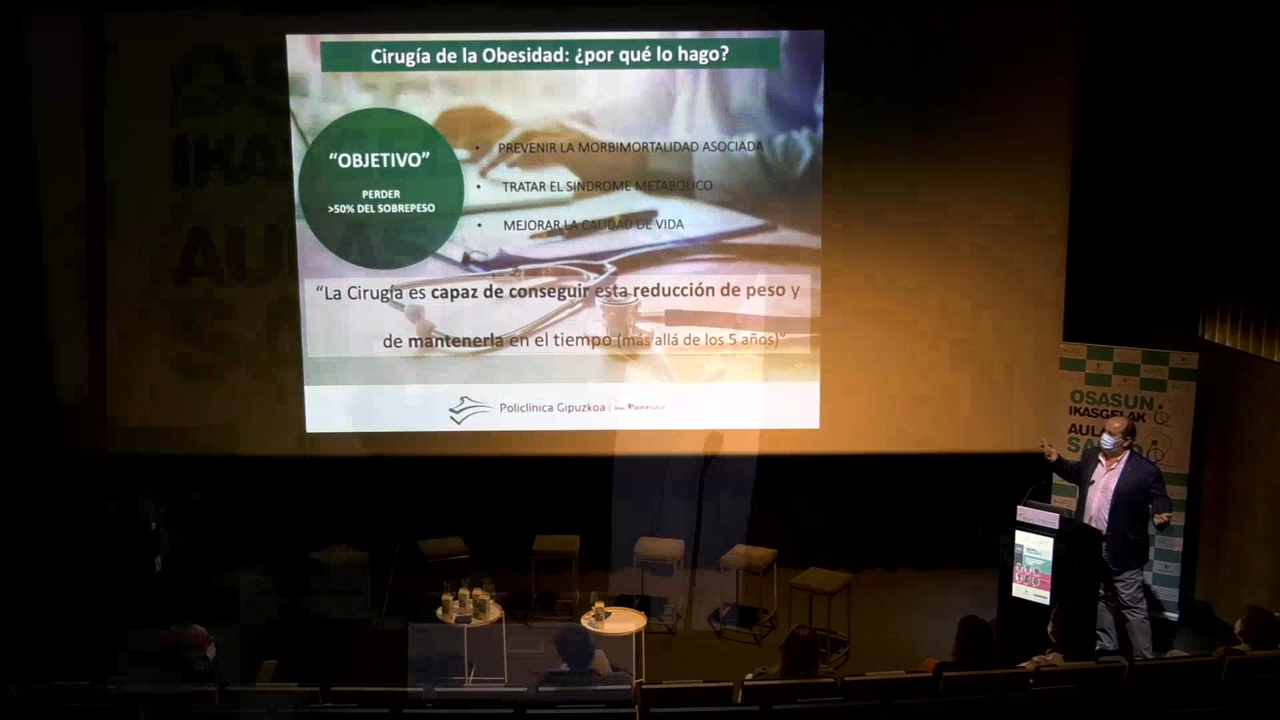 Cirugía de la Obesidad: ¿por qué lo hago?
“OBJETIVO”
PERDER
>50% DEL SOBREPESO
• PREVENIR LA MORBIMORTALIDAD ASOCIADA
• TRATAR EL SINDROME METABÓLICO
• MEJORAR LA CALIDAD DE VIDA
“La Cirugía es capaz de conseguir esta reducción de peso y
de mantenerla en el tiempo (más allá de los 5 años)”
Policlínica Gipuzkoa
OSASUN
IKASGELAK
AULA
SA